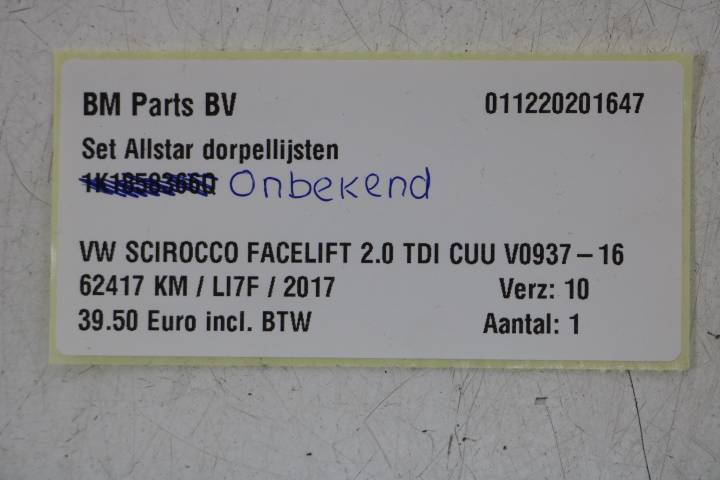 BM Parts BV 011220201647
Set Allstar dorpellijsten
Onbekend
VW SCIROCCO FACELIFT 2.0 TDI CUU V0937 – 16
62417 KM / LI7F / 2017 Verz: 10
39.50 Euro incl. BTW Aantal: 1